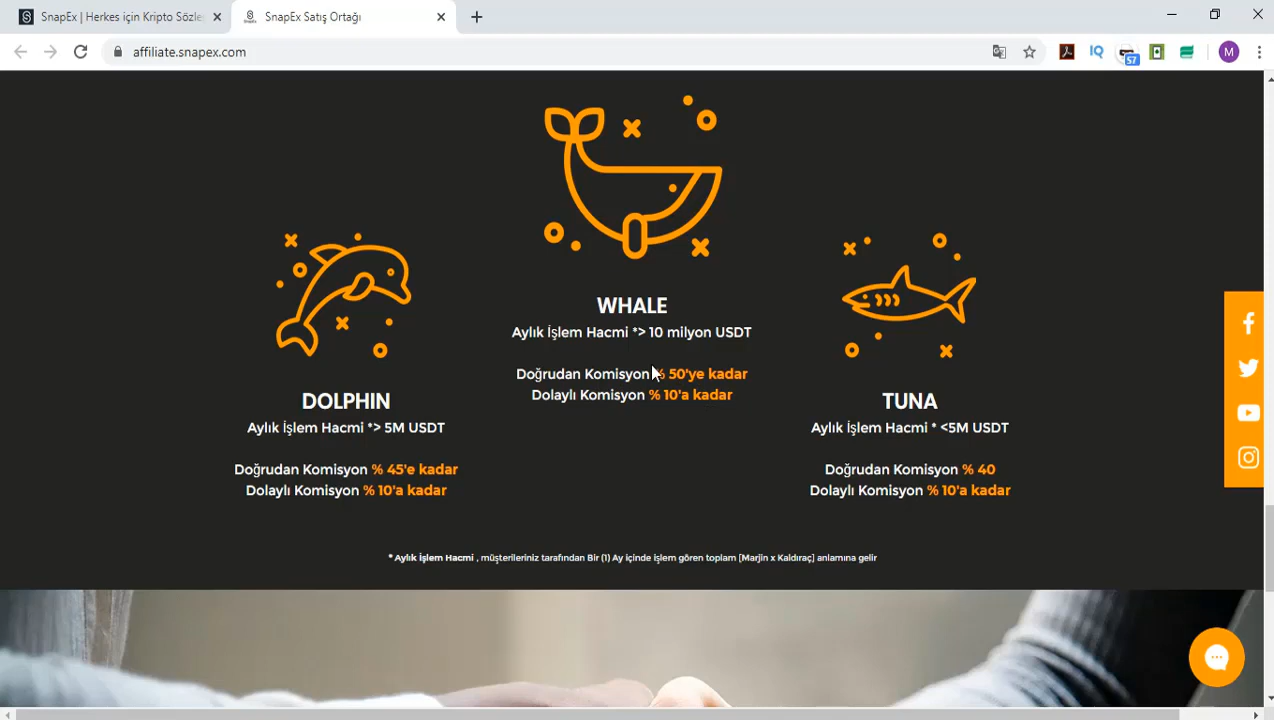 SnapEx | Herkes için Kripto Sözle
SnapEx Satış Ortağı
affiliate.snapex.com
IQ
57
M
WHALE
Aylık İşlem Hacmi *> 10 milyon USDT
Doğrudan Komisyon % 50'ye kadar
Dolaylı Komisyon % 10'a kadar
DOLPHIN
Aylık İşlem Hacmi *> 5M USDT
Doğrudan Komisyon % 45'e kadar
Dolaylı Komisyon % 10'a kadar
TUNA
Aylık İşlem Hacmi * <5M USDT
Doğrudan Komisyon % 40
Dolaylı Komisyon % 10'a kadar
* Aylık İşlem Hacmi , müşterileriniz tarafından Bir (1) Ay içinde işlem gören toplam [Marjin x Kaldıraç] anlamına gelir